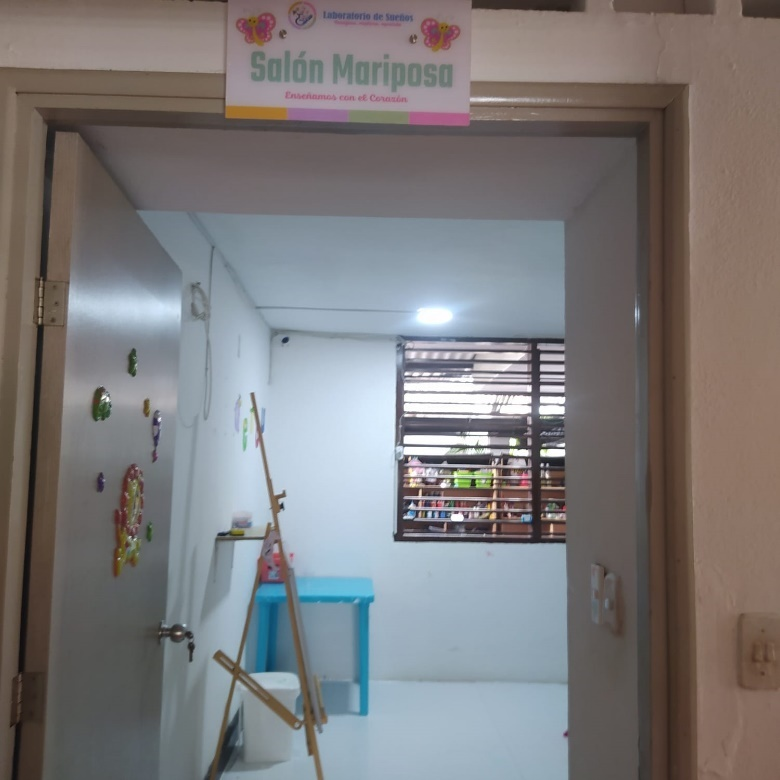 Laboratorio de Sueños
Salón Mariposa
Enseñamos con el Corazón